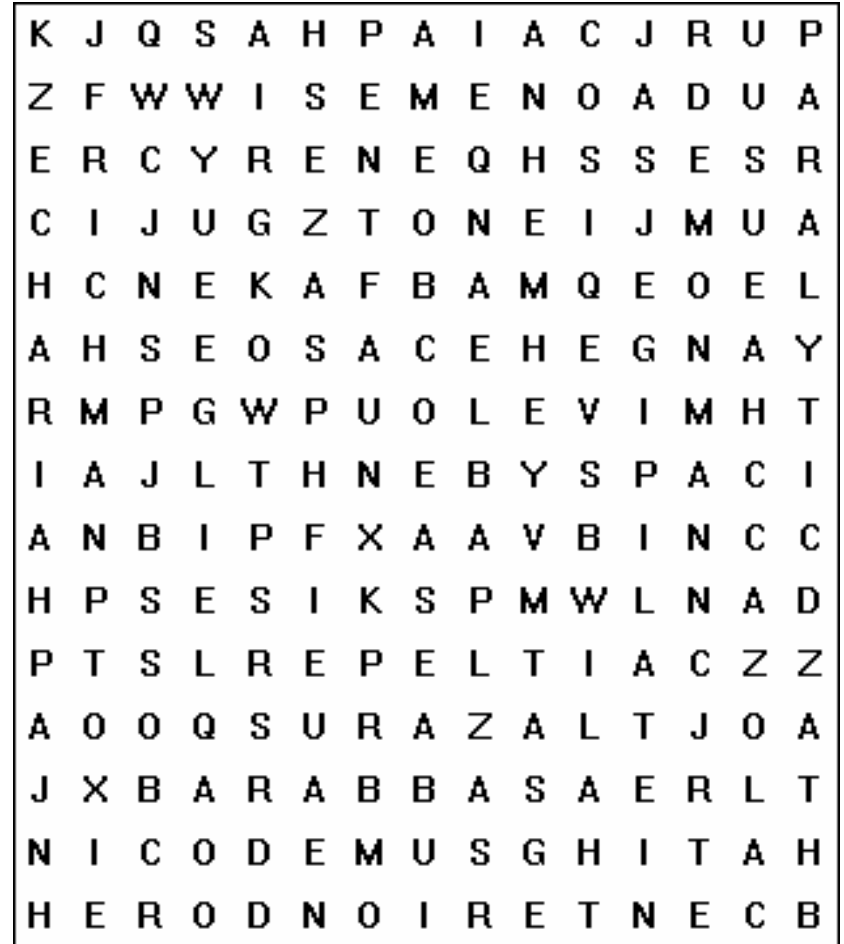 K J Q S A H P A I A C J R U P
Z F W W I S E M E N O A D U A
E R C Y R E N E Q H S S E S R
C I J U G Z T O N E I J M U A
H C N E K A F B A M Q E O E L
A H S E O S A C E H E G N A Y
R M P G W P U O L E V I M H T
I A J L T H N E B Y S P A C I
A N B I P F X A A V B I N C C
H P S E S I K S P M W L N A D
P T S L R E P E L T I A C Z Z
A O O Q S U R A Z A L T J O A
J X B A R A B B A S A E R L T
N I C O D E M U S G H I T A H
H E R O D N O I R E T N E C B